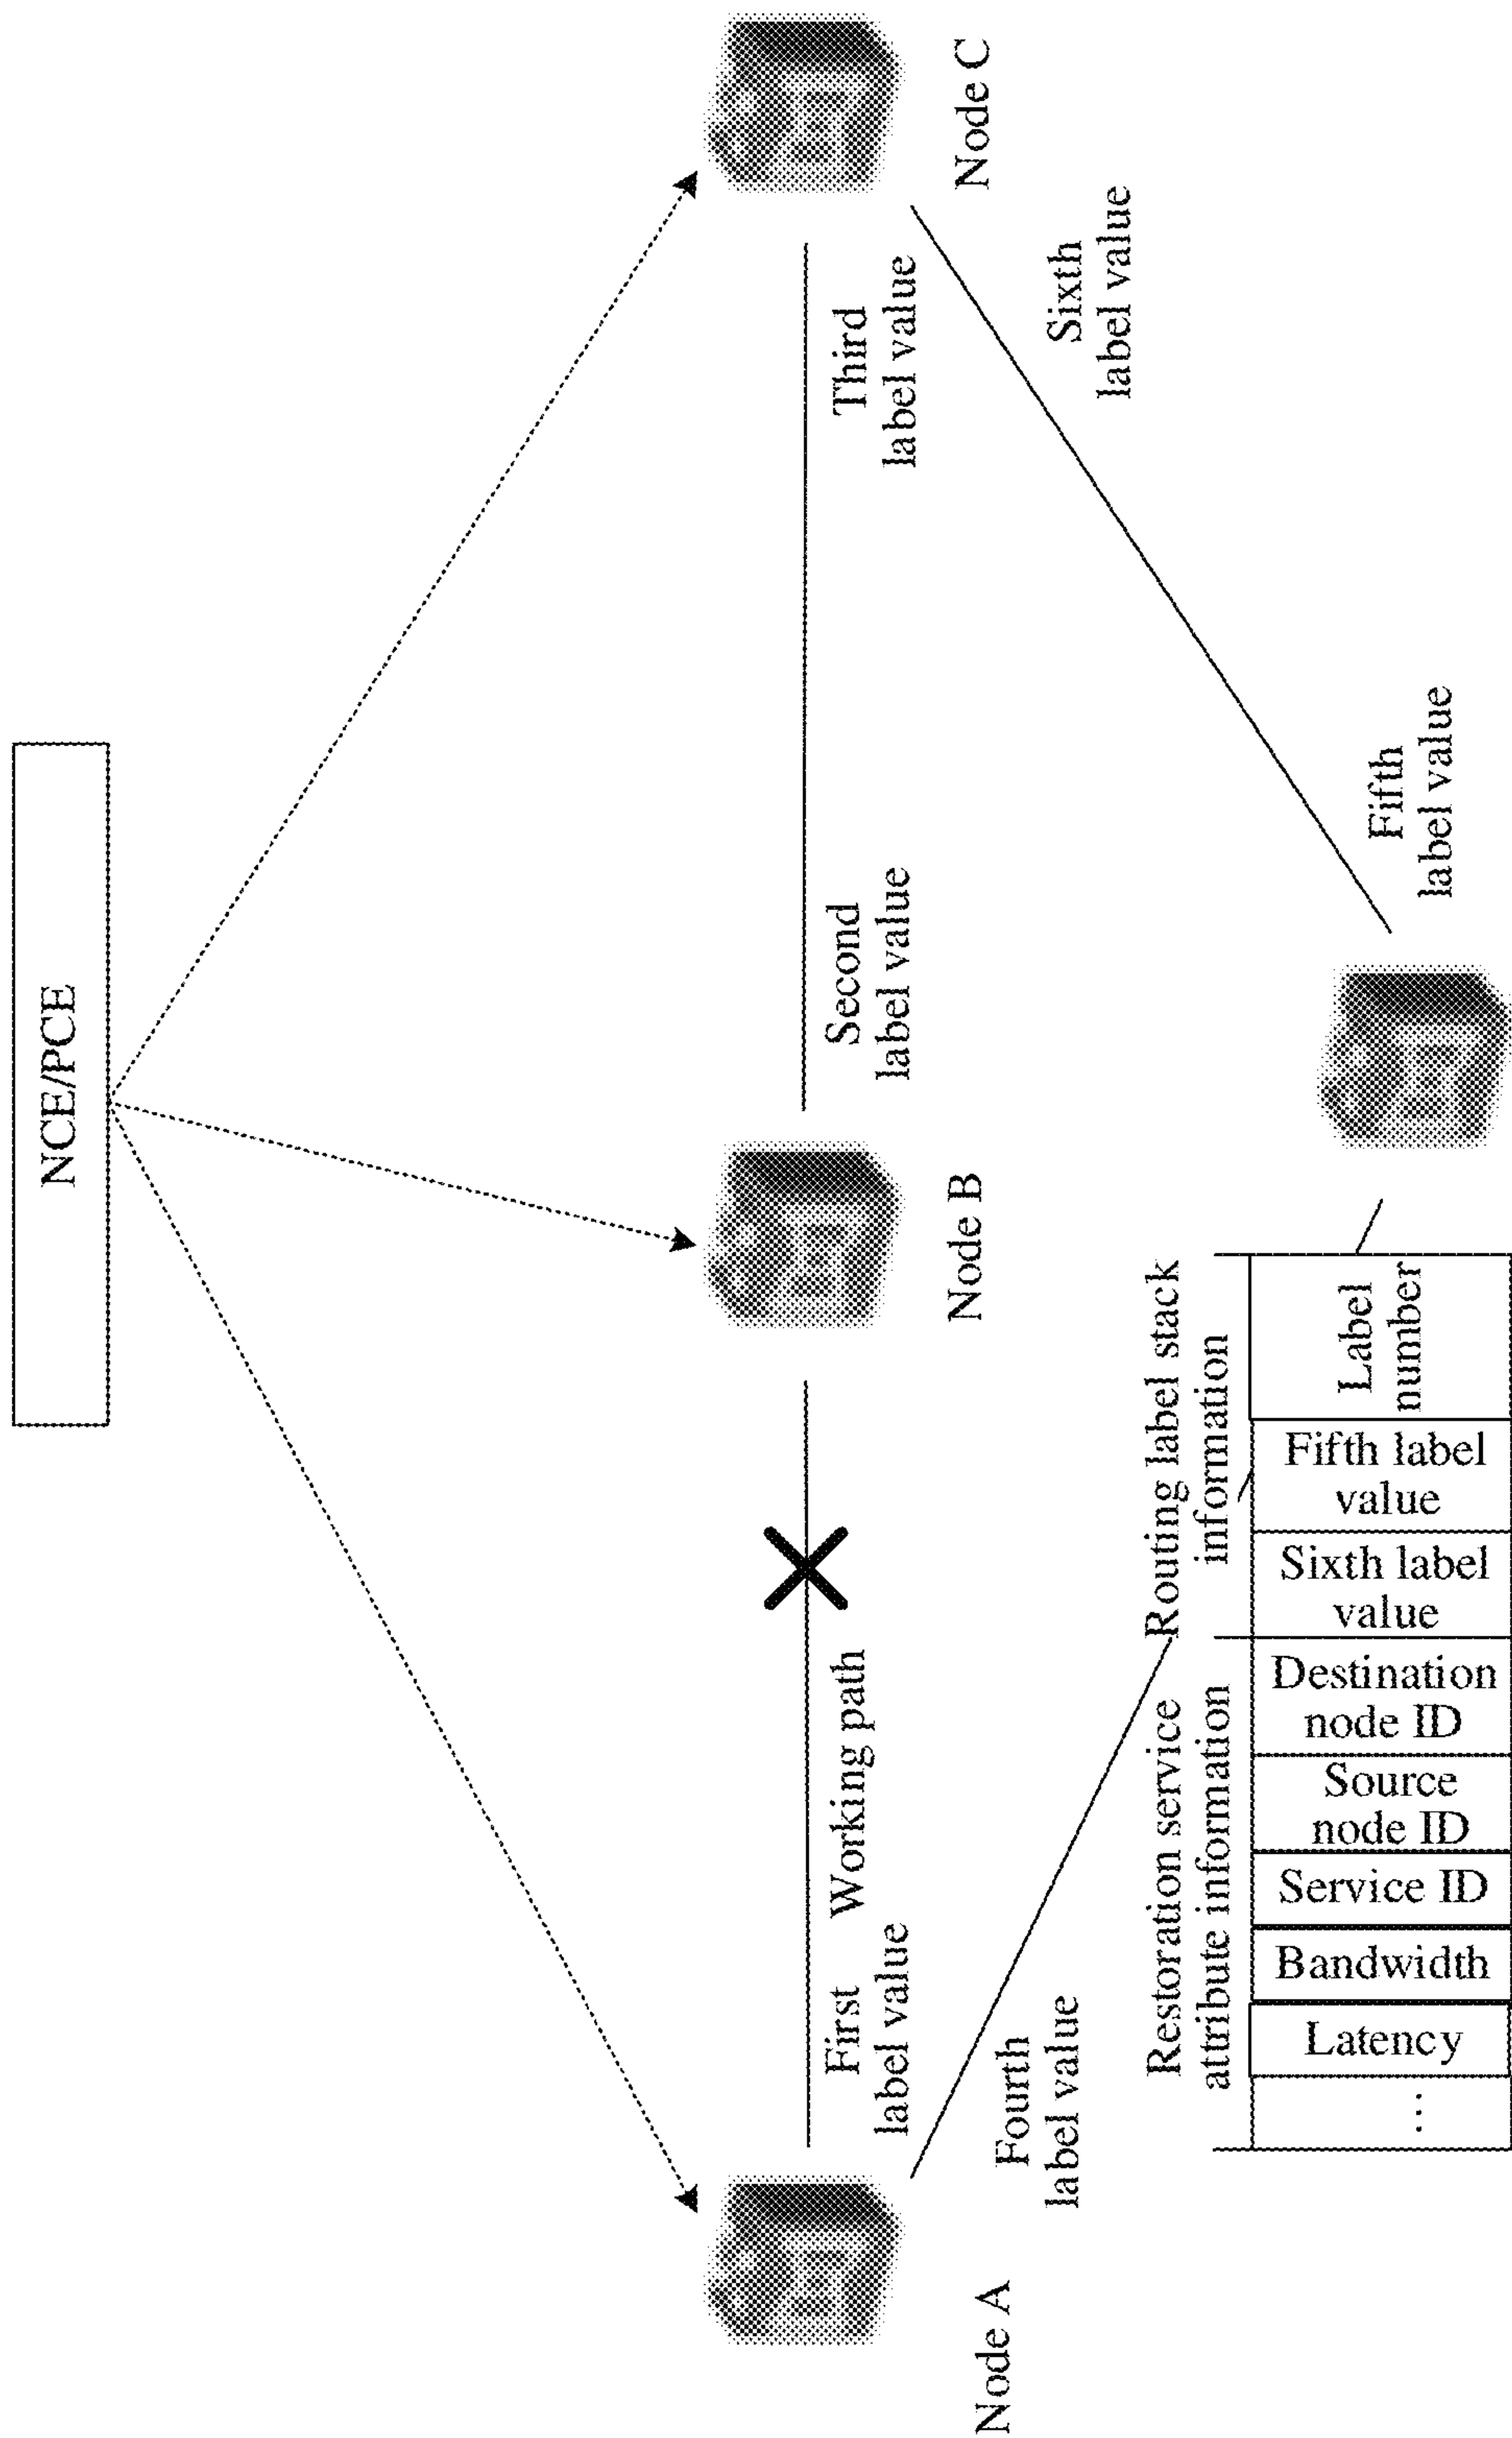 NCE/PCE
First
label value
Working path
Second
label value
Third
label value
Node A
Node B
Node C
Fourth
label value
Sixth
label value
Restoration service
attribute information
Routing label stack
information
...
Latency
Bandwidth
Service ID
Source
node ID
Destination
node ID
Sixth label
value
Fifth label
value
Label
number
Fifth
label value